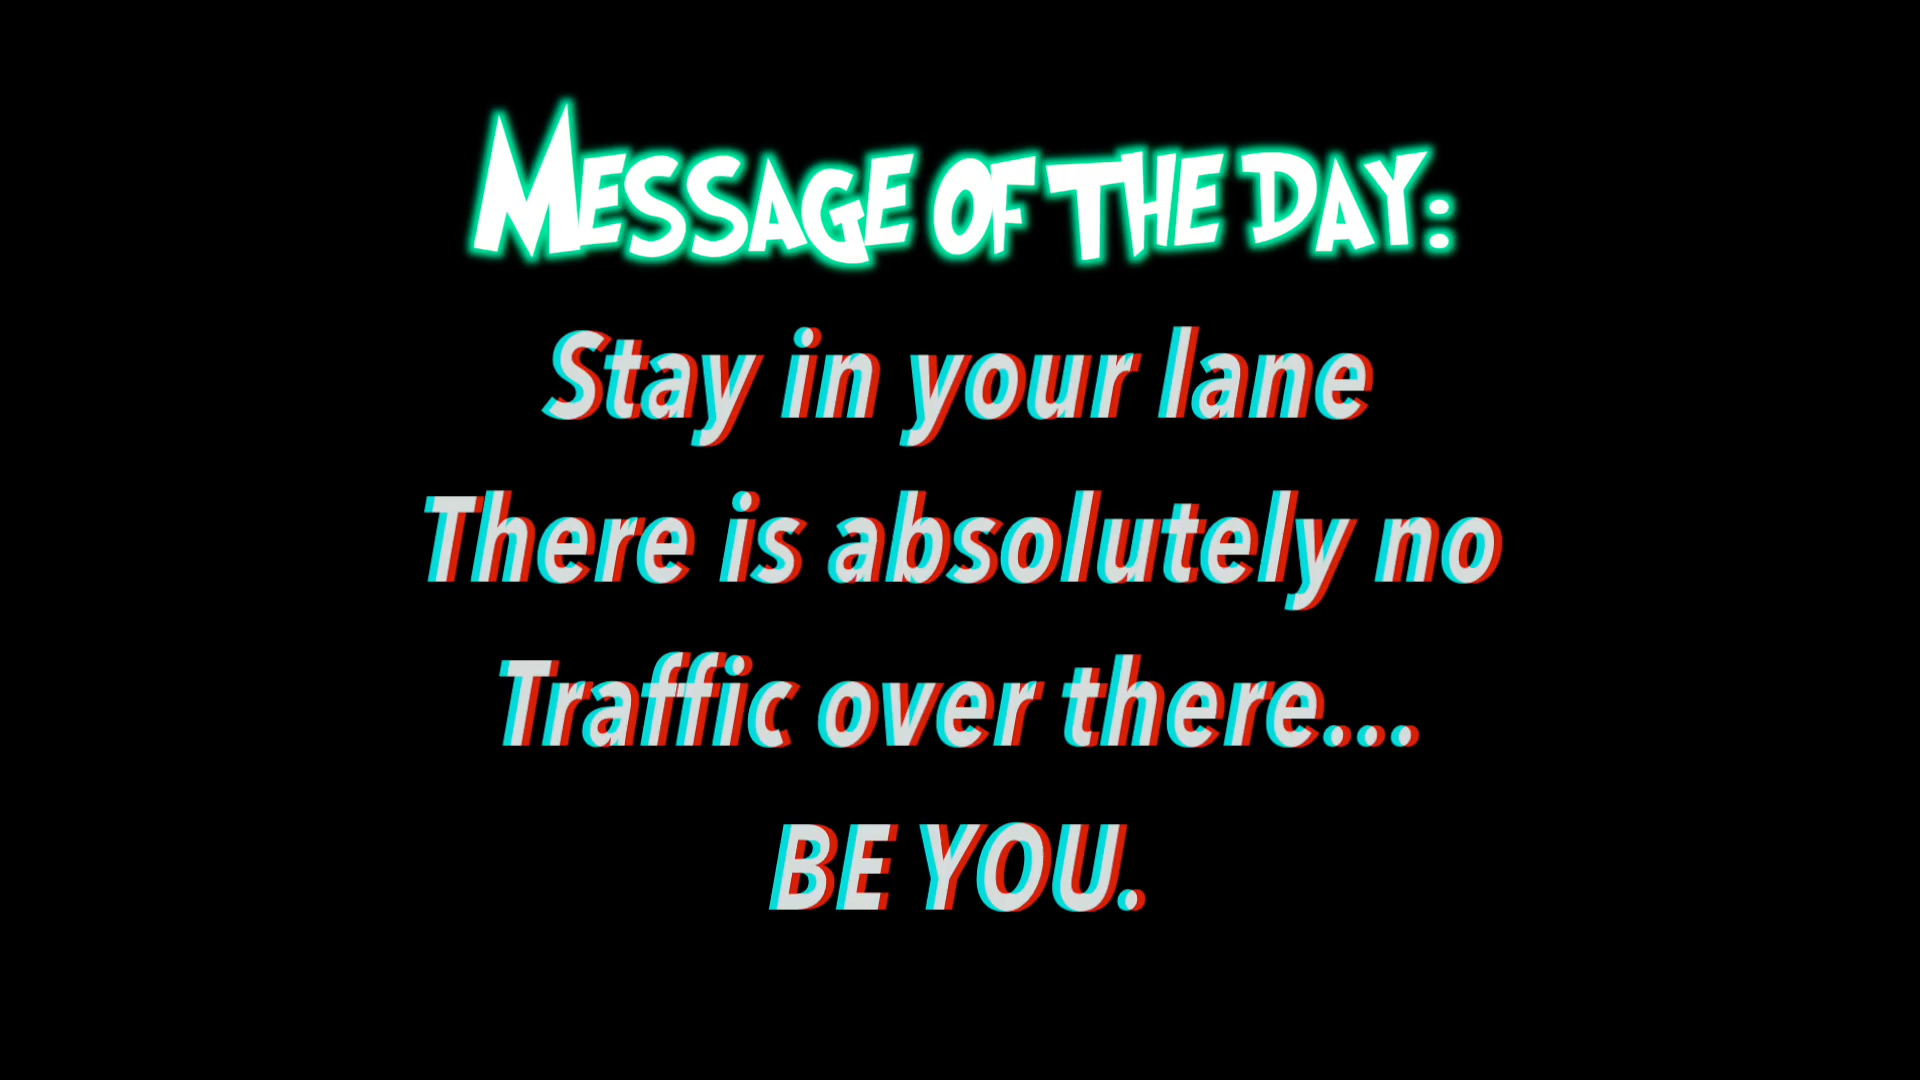 Message of the day:
Stay in your lane
There is absolutely no
Traffic over there...
BE YOU.